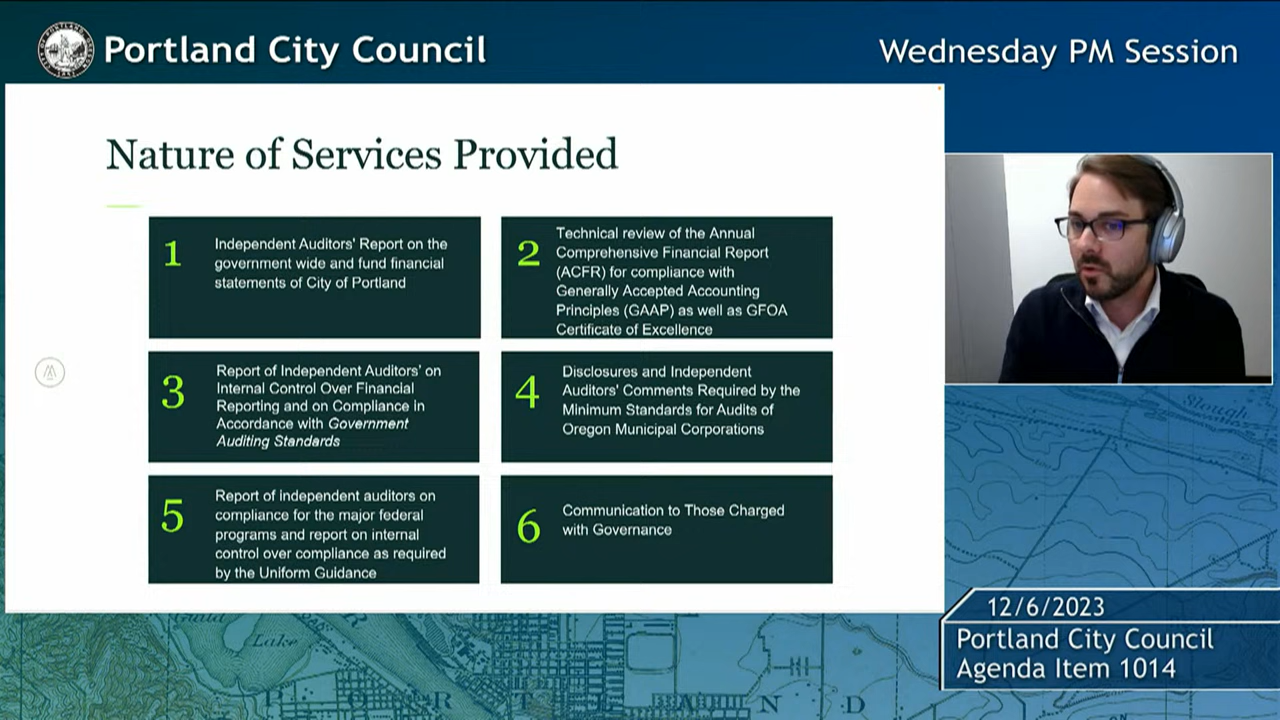 Portland City Council
Wednesday PM Session
Nature of Services Provided
1
Independent Auditors' Report on the
government wide and fund financial
statements of City of Portland
2
Technical review of the Annual
Comprehensive Financial Report
(ACFR) for compliance with
Generally Accepted Accounting
Principles (GAAP) as well as GFOA
Certificate of Excellence
3
Report of Independent Auditors' on
Internal Control Over Financial
Reporting and on Compliance in
Accordance with Government
Auditing Standards
4
Disclosures and Independent
Auditors' Comments Required by the
Minimum Standards for Audits of
Oregon Municipal Corporations
5
Report of independent auditors on
compliance for the major federal
programs and report on internal
control over compliance as required
by the Uniform Guidance
6
Communication to Those Charged
with Governance
Slough
12/6/2023
Portland City Council
Agenda Item 1014
Guild
Lake